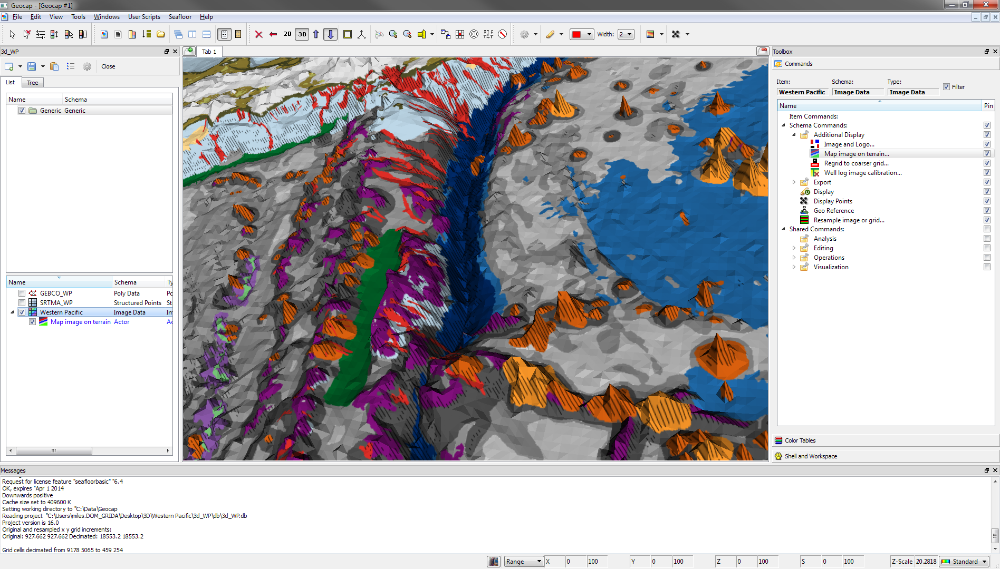 Geocap - [Geocap #1]
File Edit View Tools Windows User Scripts Seafloor Help
2D 3D Width: 2
3d_WP
Close
List Tree
Name Schema
Generic Generic
Name Schema Ty
GEBCO_WP Poly Data Po
SRTMA_WP Structured Points St
Western Pacific Image Data Im
Map image on terrain Actor Ac
Tab 1
Toolbox
Commands
Item: Schema: Type:
Western Pacific Image Data Image Data Filter
Name Pin
Item Commands:
Schema Commands:
Additional Display
Image and Logo...
Map image on terrain...
Regrid to coarser grid...
Well log image calibration...
Export
Display
Display Points
Geo Reference
Resample image or grid...
Shared Commands:
Analysis
Editing
Operations
Visualization
Color Tables
Shell and Workspace
Messages
Request for license feature "seafloorbasic" "6.4
OK, expires "Apr 1 2014
Downwards positive
Cache size set to 409600 K
Setting working directory to "C:\Data\Geocap
Reading project "C:\Users\miles.DOM_GRIDA\Desktop\3D\Western Pacific\3d_WP\db\3d_WP.db
Project version is 16.0
Original and resampled x y grid increments:
Original: 927.662 927.662 Decimated: 18553.2 18553.2
Grid cells decimated from 9178 5065 to 459 254
Range X 0 100 Y 0 100 Z 0 100 S 0 100 Z-Scale 20.2818 Standard